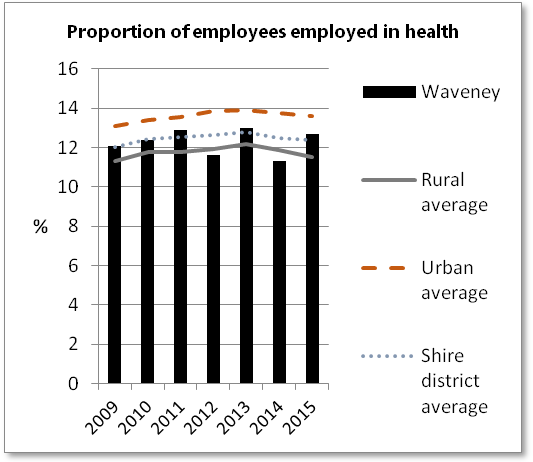 Proportion of employees employed in health
16
14
12
10
8
6
4
2
0
%
2009
2010
2011
2012
2013
2014
2015
Waveney
Rural
average
Urban
average
Shire
district
average